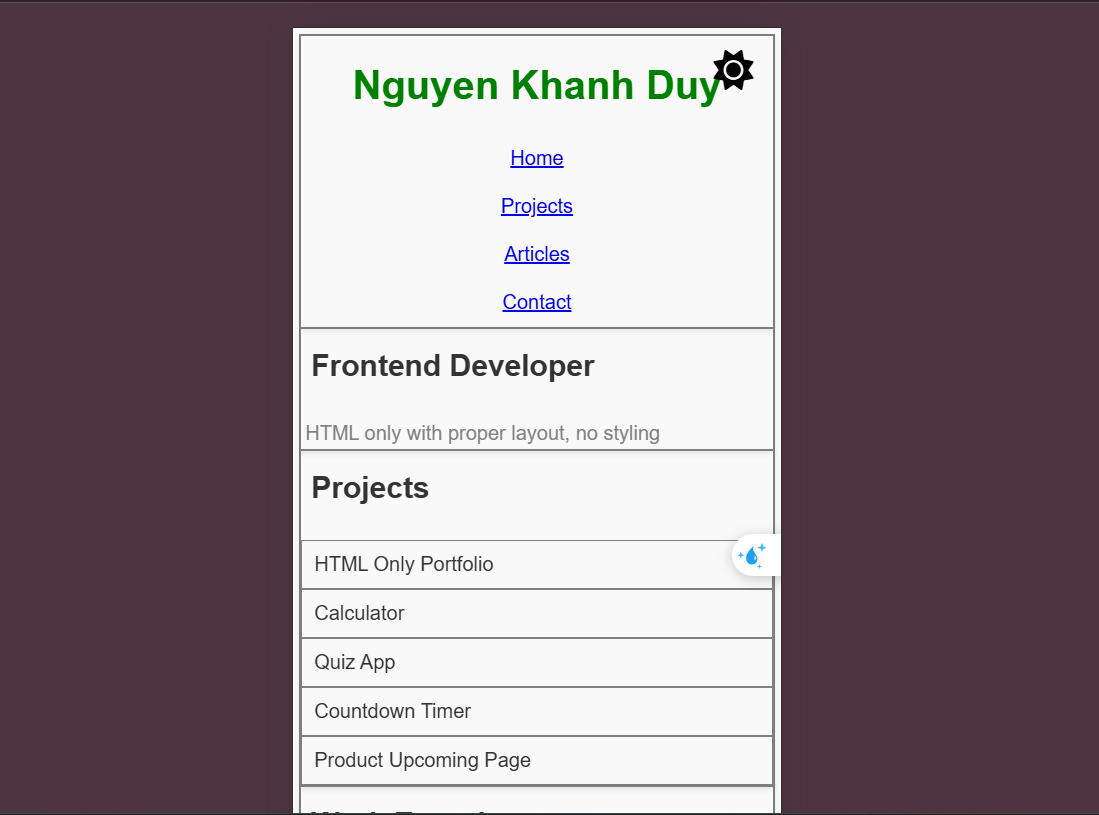 Nguyen Khanh Duy
Home
Projects
Articles
Contact
Frontend Developer
HTML only with proper layout, no styling
Projects
HTML Only Portfolio
Calculator
Quiz App
Countdown Timer
Product Upcoming Page